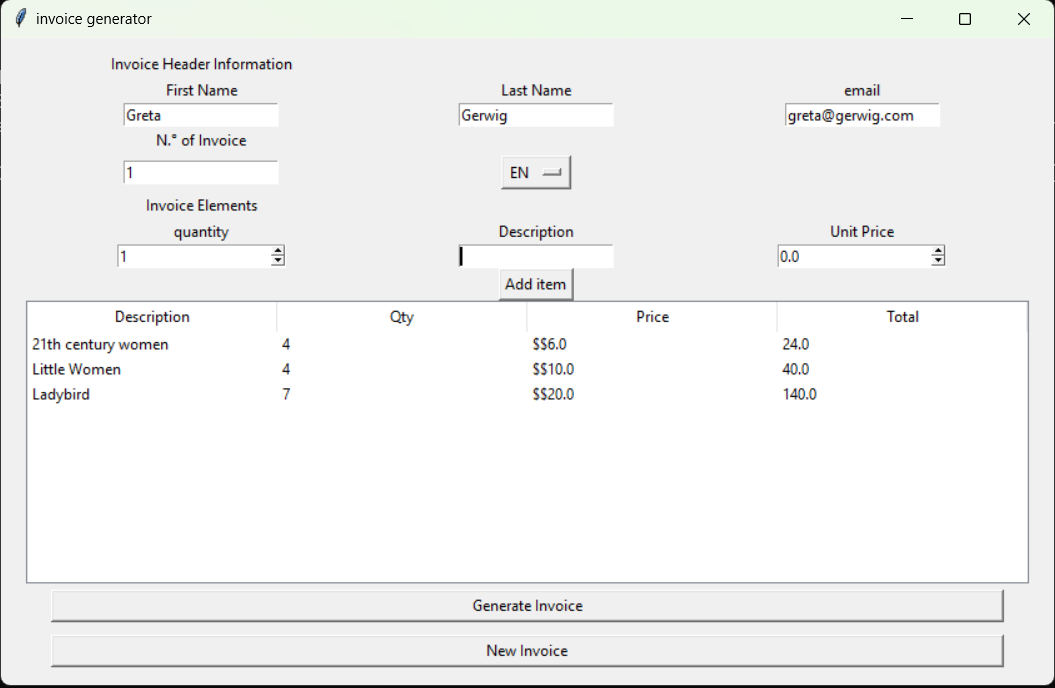 invoice generator
Invoice Header Information
First Name Last Name email
Greta Gerwig greta@gerwig.com
N.° of Invoice
1 EN
Invoice Elements
quantity Description Unit Price
1 0.0
Add item
Description Qty Price Total
21th century women 4 $$6.0 24.0
Little Women 4 $$10.0 40.0
Ladybird 7 $$20.0 140.0
Generate Invoice
New Invoice